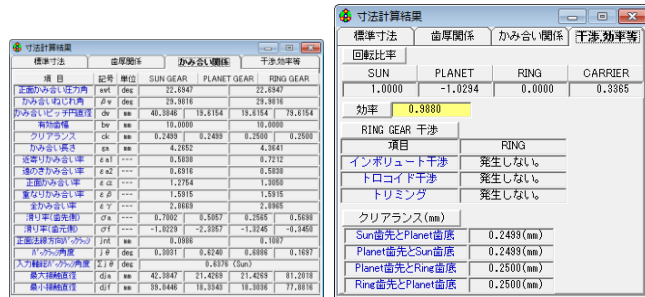 寸法計算結果
標準寸法 歯厚関係 かみ合い関係 干渉,効率等
項 目 記号 単位 SUN GEAR PLANET GEAR RING GEAR
正面かみ合い圧力角 αwt deg 22.6947 22.6947
かみ合いねじれ角 βw deg 29.9816 29.9816
かみ合いピッチ円直径 dw mm 40.3846 19.6154 19.6154 79.6154
有効歯幅 bw mm 10.0000 10.0000
クリアランス ck mm 0.2499 0.2499 0.2500 0.2500
かみ合い長さ ga mm 4.2652 4.3641
近寄りかみ合い率 εa1 --- 0.5838 0.7212
遠のきかみ合い率 εa2 --- 0.6916 0.5838
正面かみ合い率 εα --- 1.2754 1.3050
重なりかみ合い率 εβ --- 1.5915 1.5915
全かみ合い率 εγ --- 2.8669 2.8965
滑り率(歯先側) σa --- 0.7002 0.5057 0.2565 0.5698
滑り率(歯元側) σf --- -1.0229 -2.3357 -1.3245 -0.3450
正面法線方向バックラッシ jnt mm 0.0986 0.1087
バックラッシ角度 jθ deg 0.3031 0.6240 0.6886 0.1697
入力軸総バックラッシ角度 Σjθ deg 0.6376 (Sun)
最大接触直径 dja mm 42.3847 21.4269 21.4269 81.2018
最小接触直径 djf mm 39.0446 18.3343 18.3036 77.8816
寸法計算結果
標準寸法 歯厚関係 かみ合い関係 干渉,効率等
回転比率
SUN PLANET RING CARRIER
1.0000 -1.0294 0.0000 0.3365
効率 0.9880
RING GEAR 干渉
項目 RING
インボリュート干渉 発生しない。
トロコイド干渉 発生しない。
トリミング 発生しない。
クリアランス(mm)
Sun歯先とPlanet歯底 0.2499(mm)
Planet歯先とSun歯底 0.2499(mm)
Planet歯先とRing歯底 0.2500(mm)
Ring歯先とPlanet歯底 0.2500(mm)